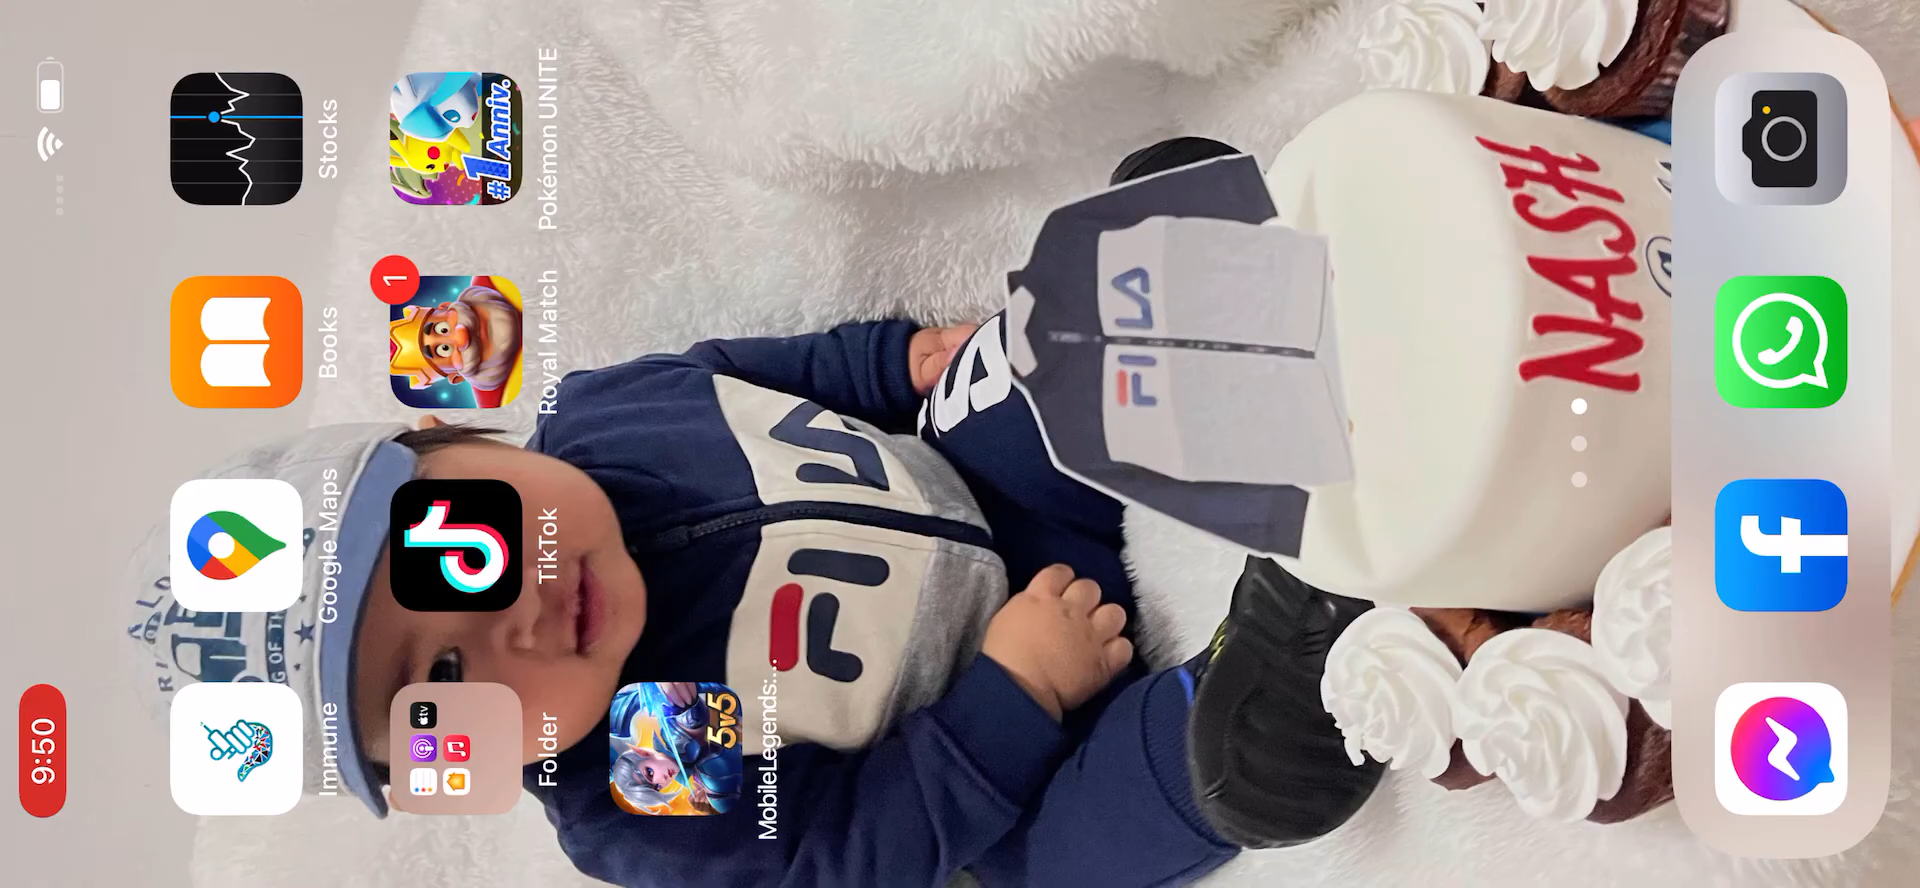 9:50
Immune
Google Maps
Books
Stocks
tv
Folder
TikTok
1
Royal Match
#1 Anniv.
Pokémon UNITE
5v5
MobileLegends:...
FILA
FILA
NASH